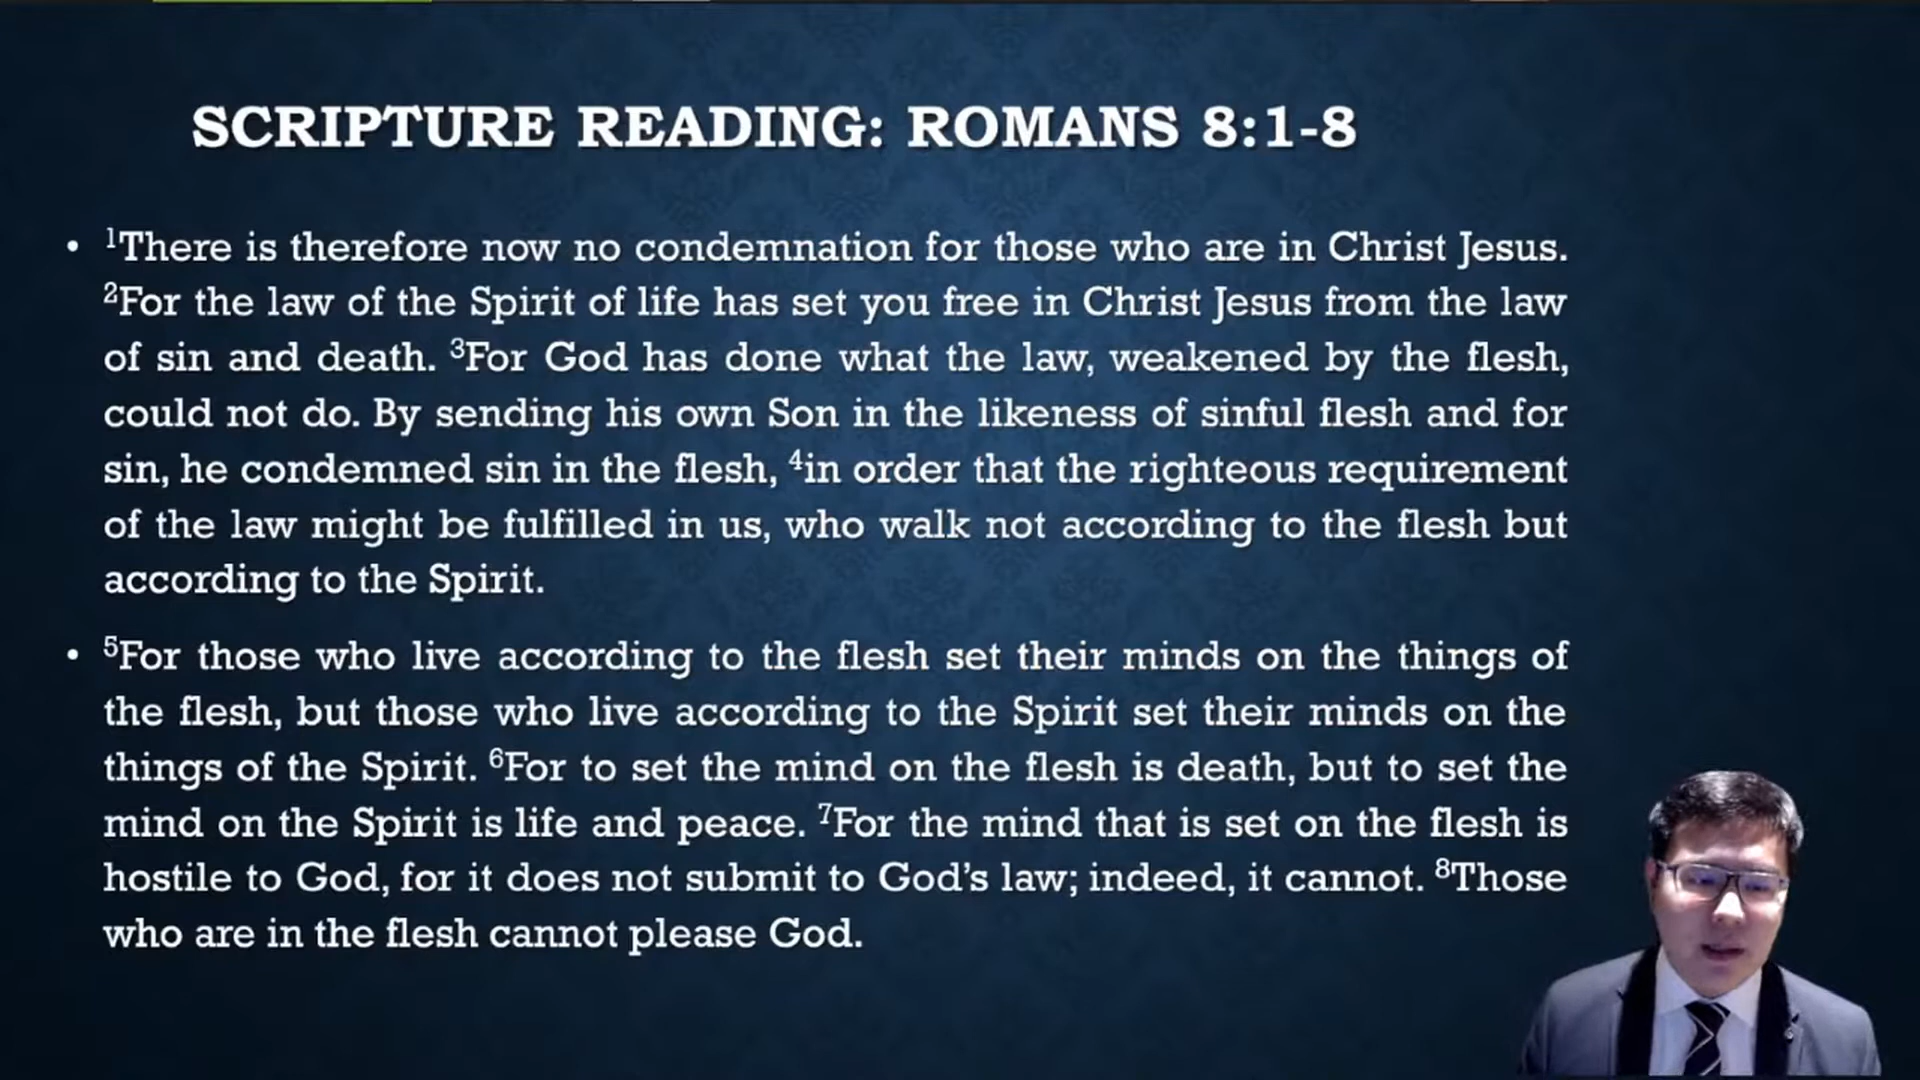 SCRIPTURE READING: ROMANS 8:1-8
• ¹There is therefore now no condemnation for those who are in Christ Jesus.
²For the law of the Spirit of life has set you free in Christ Jesus from the law
of sin and death. ³For God has done what the law, weakened by the flesh,
could not do. By sending his own Son in the likeness of sinful flesh and for
sin, he condemned sin in the flesh, ⁴in order that the righteous requirement
of the law might be fulfilled in us, who walk not according to the flesh but
according to the Spirit.
• ⁵For those who live according to the flesh set their minds on the things of
the flesh, but those who live according to the Spirit set their minds on the
things of the Spirit. ⁶For to set the mind on the flesh is death, but to set the
mind on the Spirit is life and peace. ⁷For the mind that is set on the flesh is
hostile to God, for it does not submit to God’s law; indeed, it cannot. ⁸Those
who are in the flesh cannot please God.